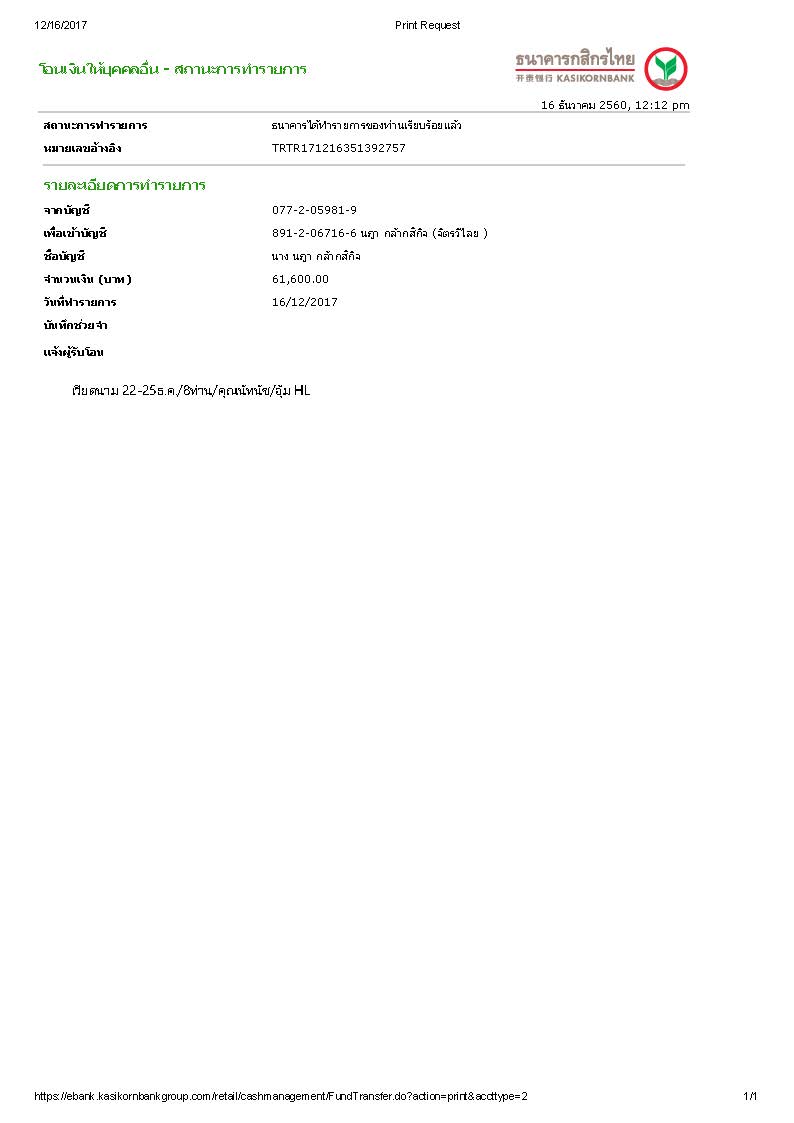 12/16/2017 Print Request
โอนเงินให้บุคคลอื่น - สถานะการทำรายการ
ธนาคารกสิกรไทย
开泰银行 KASIKORNBANK
16 ธันวาคม 2560, 12:12 pm
สถานะการทำรายการ ธนาคารได้ทำรายการของท่านเรียบร้อยแล้ว
หมายเลขอ้างอิง TRTR171216351392757
รายละเอียดการทำรายการ
จากบัญชี 077-2-05981-9
เพื่อเข้าบัญชี 891-2-06716-6 นฎา กล้ากสิกิจ (จิตรวิไลย )
ชื่อบัญชี นาง นฎา กล้ากสิกิจ
จำนวนเงิน (บาท) 61,600.00
วันที่ทำรายการ 16/12/2017
บันทึกช่วยจำ
แจ้งผู้รับโอน
เวียดนาม 22-25ธ.ค./8ท่าน/คุณนัทนัช/อุ้ม HL
https://ebank.kasikornbankgroup.com/retail/cashmanagement/FundTransfer.do?action=print&accttype=2 1/1